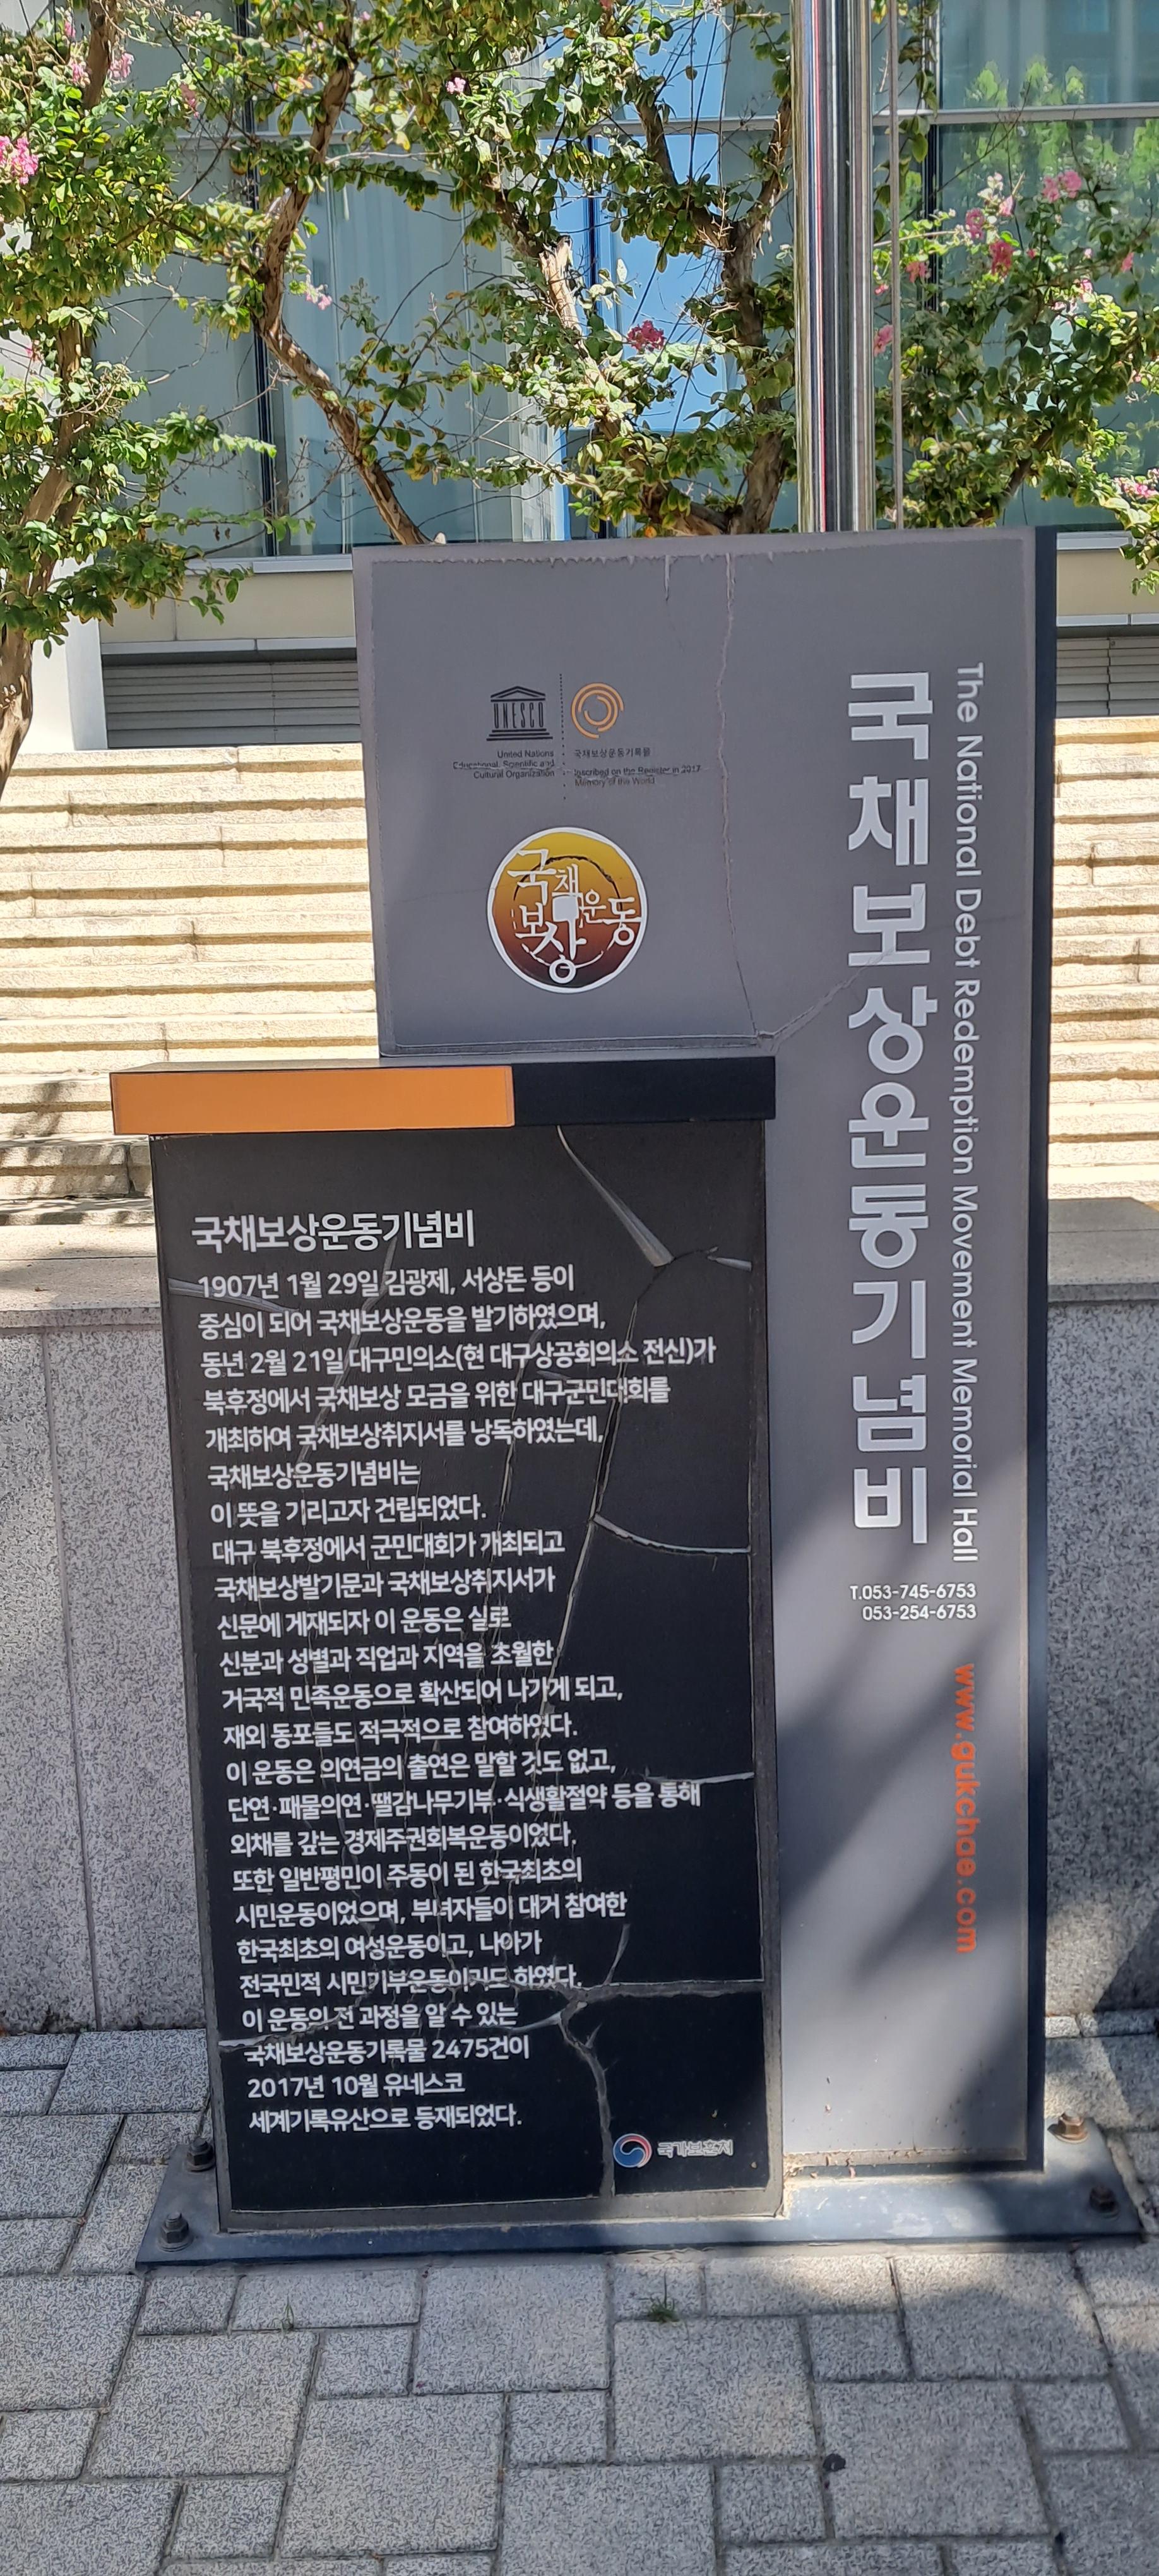 UNESCO
United Nations
Educational, Scientific and
Cultural Organization
국채보상운동기록물
Inscribed on the Register in 2017
Memory of the World
국채보상운동
국채보상운동기념비
The National Debt Redemption Movement Memorial Hall
T.053-745-6753
053-254-6753
www.gukchae.com
국채보상운동기념비
1907년 1월 29일 김광제, 서상돈 등이
중심이 되어 국채보상운동을 발기하였으며,
동년 2월 21일 대구민의소(현 대구상공회의소 전신)가
북후정에서 국채보상 모금을 위한 대구군민대회를
개최하여 국채보상취지서를 낭독하였는데,
국채보상운동기념비는
이 뜻을 기리고자 건립되었다.
대구 북후정에서 군민대회가 개최되고
국채보상발기문과 국채보상취지서가
신문에 게재되자 이 운동은 실로
신분과 성별과 직업과 지역을 초월한
거국적 민족운동으로 확산되어 나가게 되고,
재외 동포들도 적극적으로 참여하였다.
이 운동은 의연금의 출연은 말할 것도 없고,
단연·패물의연·땔감나무기부·식생활절약 등을 통해
외채를 갚는 경제주권회복운동이었다.
또한 일반평민이 주동이 된 한국최초의
시민운동이었으며, 부녀자들이 대거 참여한
한국최초의 여성운동이고, 나아가
전국민적 시민기부운동이기도 하였다.
이 운동의 전 과정을 알 수 있는
국채보상운동기록물 2475건이
2017년 10월 유네스코
세계기록유산으로 등재되었다.
국가보훈처